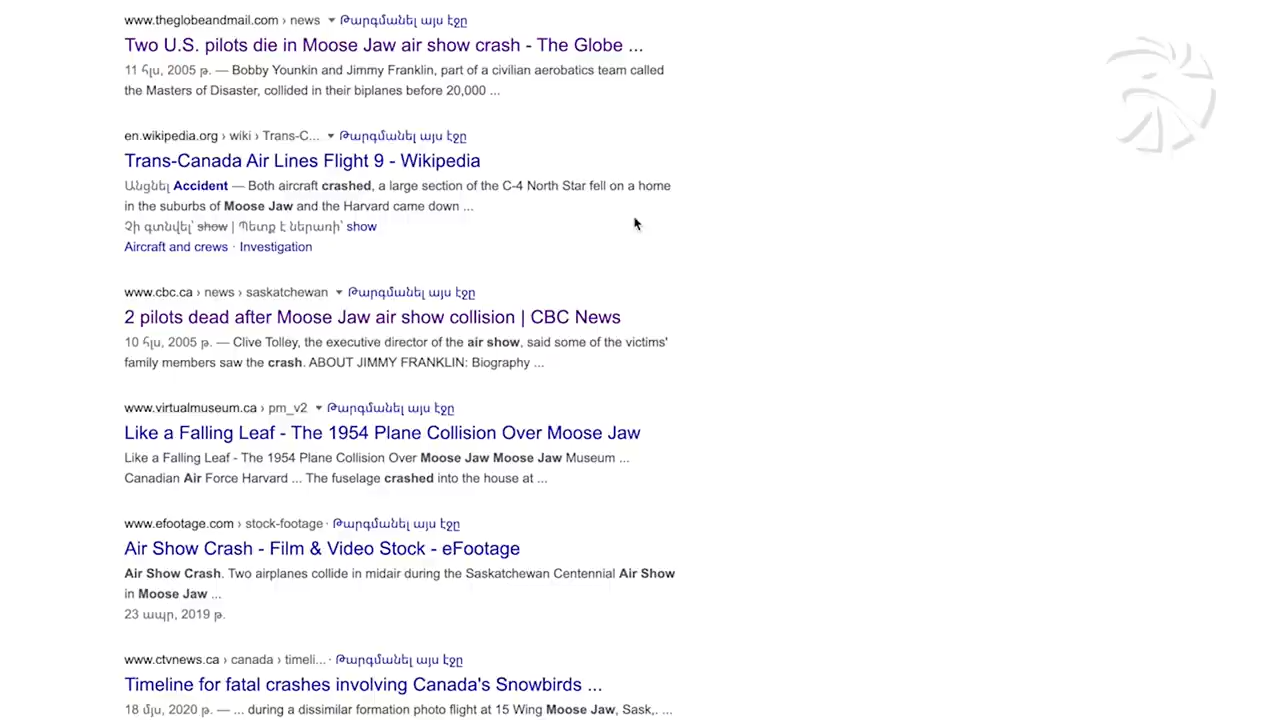 www.theglobeandmail.com › news ▾ Թարգմանել այս էջը
Two U.S. pilots die in Moose Jaw air show crash - The Globe ...
11 հլս, 2005 թ. — Bobby Younkin and Jimmy Franklin, part of a civilian aerobatics team called
the Masters of Disaster, collided in their biplanes before 20,000 ...
en.wikipedia.org › wiki › Trans-C... ▾ Թարգմանել այս էջը
Trans-Canada Air Lines Flight 9 - Wikipedia
Անցնել Accident — Both aircraft crashed, a large section of the C-4 North Star fell on a home
in the suburbs of Moose Jaw and the Harvard came down ...
Չի գտնվել՝ show | Պետք է ներառի՝ show
Aircraft and crews · Investigation
www.cbc.ca › news › saskatchewan ▾ Թարգմանել այս էջը
2 pilots dead after Moose Jaw air show collision | CBC News
10 հլս, 2005 թ. — Clive Tolley, the executive director of the air show, said some of the victims'
family members saw the crash. ABOUT JIMMY FRANKLIN: Biography ...
www.virtualmuseum.ca › pm_v2 ▾ Թարգմանել այս էջը
Like a Falling Leaf - The 1954 Plane Collision Over Moose Jaw
Like a Falling Leaf - The 1954 Plane Collision Over Moose Jaw Moose Jaw Museum ...
Canadian Air Force Harvard ... The fuselage crashed into the house at ...
www.efootage.com › stock-footage · Թարգմանել այս էջը
Air Show Crash - Film & Video Stock - eFootage
Air Show Crash. Two airplanes collide in midair during the Saskatchewan Centennial Air Show
in Moose Jaw ...
23 ապր, 2019 թ.
www.ctvnews.ca › canada › timeli... · Թարգմանել այս էջը
Timeline for fatal crashes involving Canada's Snowbirds ...
18 մյս, 2020 թ. — ... during a dissimilar formation photo flight at 15 Wing Moose Jaw, Sask,. ...